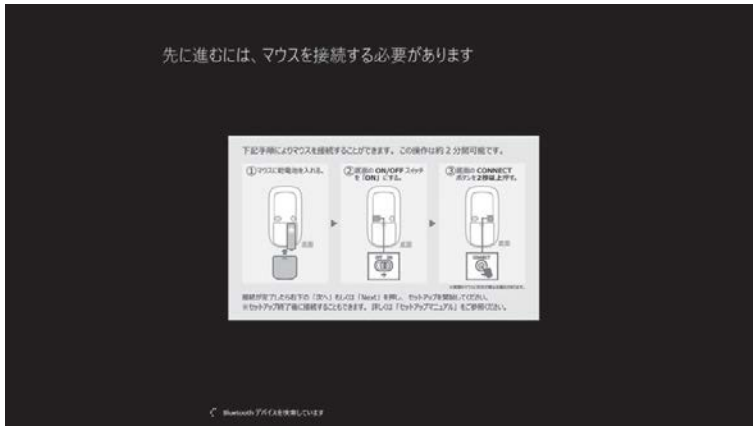 先に進むには、マウスを接続する必要があります
下記手順によりマウスを接続することができます。この操作は約 2 分間可能です。
①マウスに乾電池を入れる。
②底面の ON/OFF スイッチ
を「ON」にする。
③底面の CONNECT
ボタンを2秒以上押す。
底面
底面
底面
OFF ON
CONNECT
接続が完了したら右下の「次へ」もしくは「Next」を押し、セットアップを開始してください。
※セットアップ終了後に接続することもできます。詳しくは「セットアップマニュアル」をご参照ください。
Bluetooth デバイスを検索しています